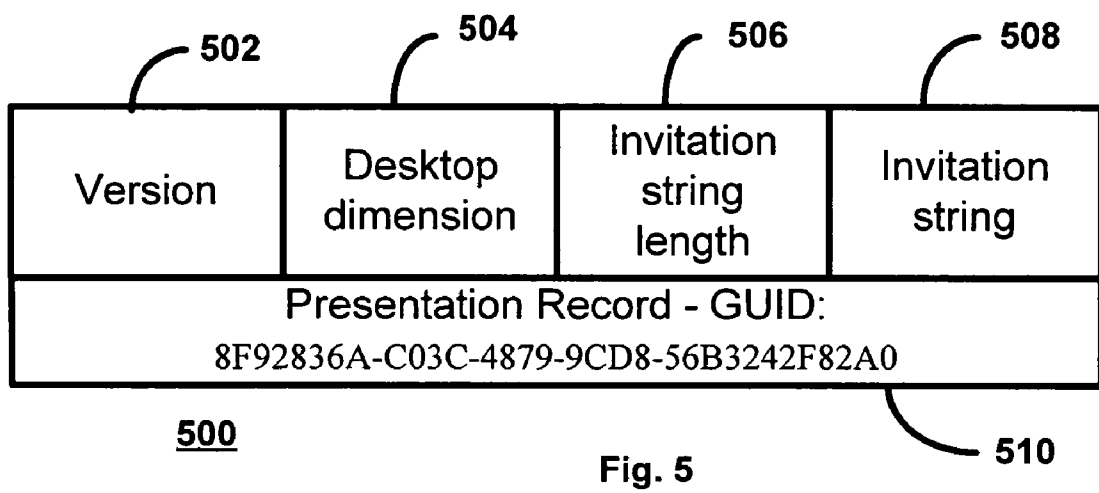 502
504
506
508
Version
Desktop
dimension
Invitation
string
length
Invitation
string
Presentation Record - GUID:
8F92836A-C03C-4879-9CD8-56B3242F82A0
500
510
Fig. 5